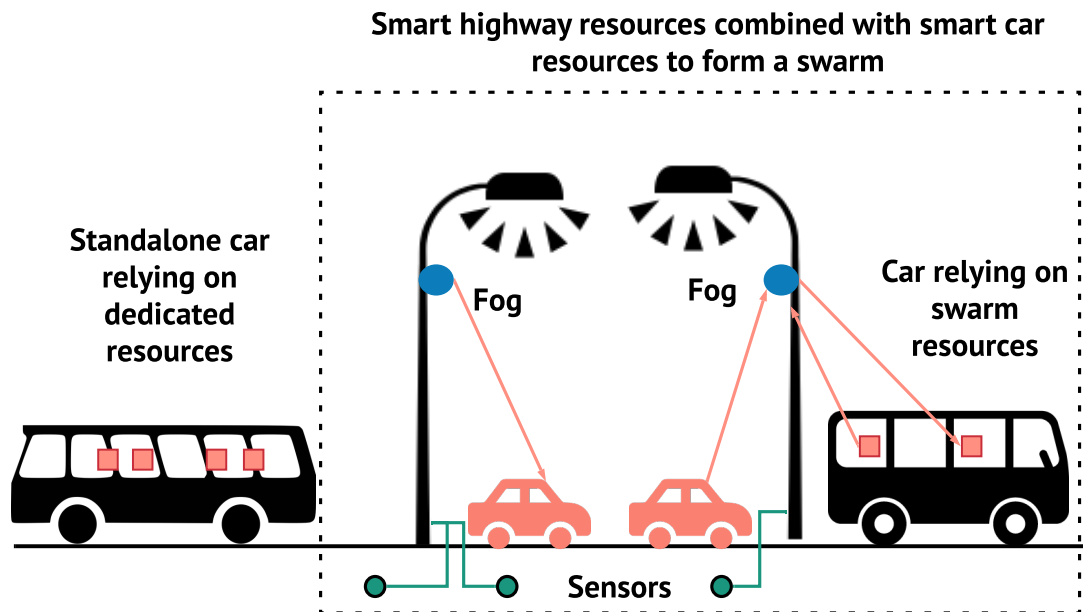 Smart highway resources combined with smart car
resources to form a swarm
Standalone car
relying on
dedicated
resources
Fog
Fog
Car relying on
swarm
resources
Sensors